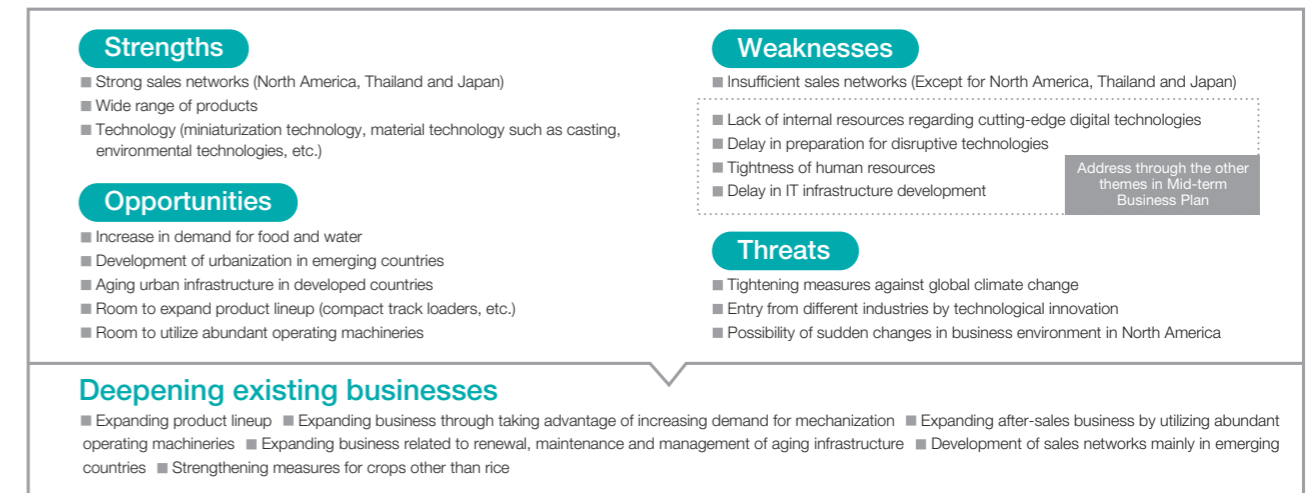 Strengths
■ Strong sales networks (North America, Thailand and Japan)
■ Wide range of products
■ Technology (miniaturization technology, material technology such as casting,
environmental technologies, etc.)
Opportunities
■ Increase in demand for food and water
■ Development of urbanization in emerging countries
■ Aging urban infrastructure in developed countries
■ Room to expand product lineup (compact track loaders, etc.)
■ Room to utilize abundant operating machineries
Weaknesses
■ Insufficient sales networks (Except for North America, Thailand and Japan)
■ Lack of internal resources regarding cutting-edge digital technologies
■ Delay in preparation for disruptive technologies
■ Tightness of human resources
■ Delay in IT infrastructure development
Address through the other
themes in Mid-term
Business Plan
Threats
■ Tightening measures against global climate change
■ Entry from different industries by technological innovation
■ Possibility of sudden changes in business environment in North America
Deepening existing businesses
■ Expanding product lineup ■ Expanding business through taking advantage of increasing demand for mechanization ■ Expanding after-sales business by utilizing abundant
operating machineries ■ Expanding business related to renewal, maintenance and management of aging infrastructure ■ Development of sales networks mainly in emerging
countries ■ Strengthening measures for crops other than rice